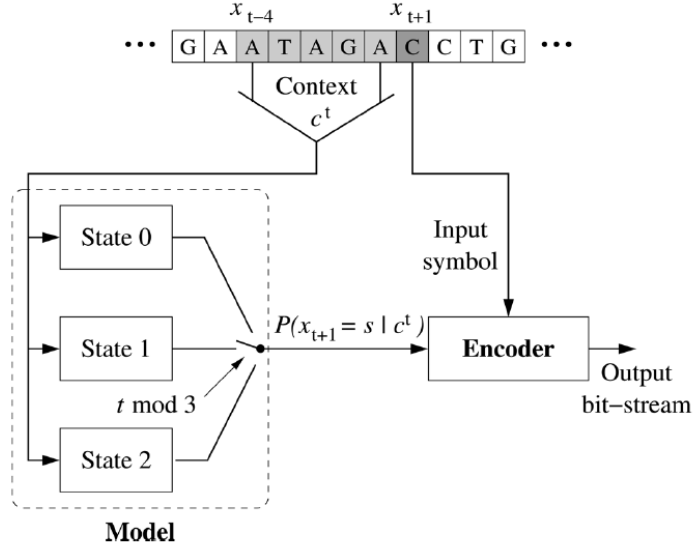 x t−4 x t+1
••• G A A T A G A C C T G •••
Context
c^t
State 0
Input
symbol
P(x_{t+1} = s | c^t )
State 1
Encoder
t mod 3
Output
bit−stream
State 2
Model